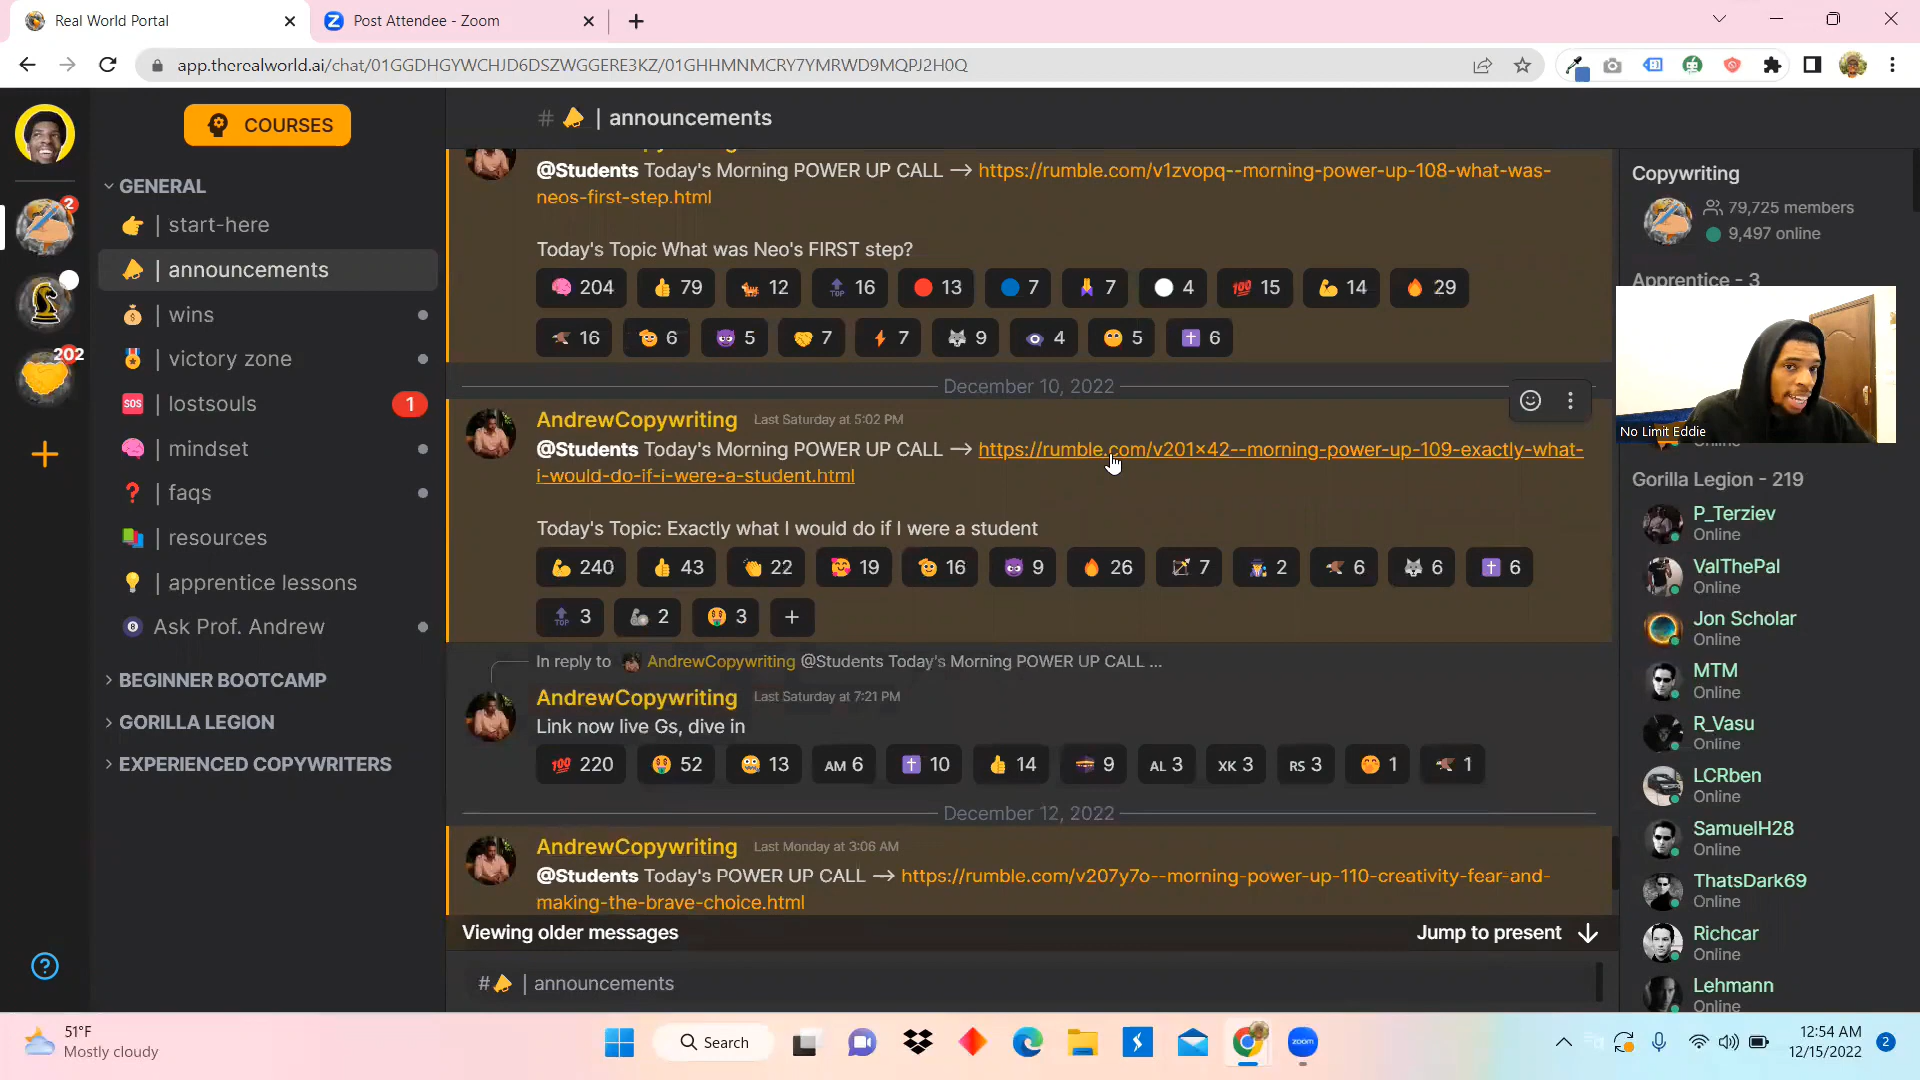 Real World Portal
Post Attendee - Zoom
app.therealworld.ai/chat/01GGDHGYWCHJD6DSZWGGERE3KZ/01GHHMNMCRY7YMRWD9MQPJ2H0Q
COURSES
GENERAL
| start-here
| announcements
| wins
| victory zone
SOS | lostsouls 1
| mindset
| faqs
| resources
| apprentice lessons
Ask Prof. Andrew
BEGINNER BOOTCAMP
GORILLA LEGION
EXPERIENCED COPYWRITERS
2
202
# | announcements
@Students Today's Morning POWER UP CALL → https://rumble.com/v1zvopq--morning-power-up-108-what-was-
neos-first-step.html
Today's Topic What was Neo's FIRST step?
204 79 12 TOP 16 13 7 7 4 100 15 14 29
16 6 5 7 7 9 4 5 6
December 10, 2022
AndrewCopywriting Last Saturday at 5:02 PM
@Students Today's Morning POWER UP CALL → https://rumble.com/v201x42--morning-power-up-109-exactly-what-
i-would-do-if-i-were-a-student.html
Today's Topic: Exactly what I would do if I were a student
240 43 22 19 16 9 26 7 2 6 6 6
TOP 3 2 3 +
In reply to AndrewCopywriting @Students Today's Morning POWER UP CALL ...
AndrewCopywriting Last Saturday at 7:21 PM
Link now live Gs, dive in
100 220 52 13 AM 6 10 14 9 AL 3 XK 3 RS 3 1 1
December 12, 2022
AndrewCopywriting Last Monday at 3:06 AM
@Students Today's POWER UP CALL → https://rumble.com/v207y7o--morning-power-up-110-creativity-fear-and-
making-the-brave-choice.html
Viewing older messages Jump to present
# | announcements
Copywriting
79,725 members
9,497 online
Apprentice - 3
No Limit Eddie
Gorilla Legion - 219
P_Terziev
Online
ValThePal
Online
Jon Scholar
Online
MTM
Online
R_Vasu
Online
LCRben
Online
SamuelH28
Online
ThatsDark69
Online
Richcar
Online
Lehmann
Online
51°F
Mostly cloudy
Search
zoom
12:54 AM
12/15/2022
2